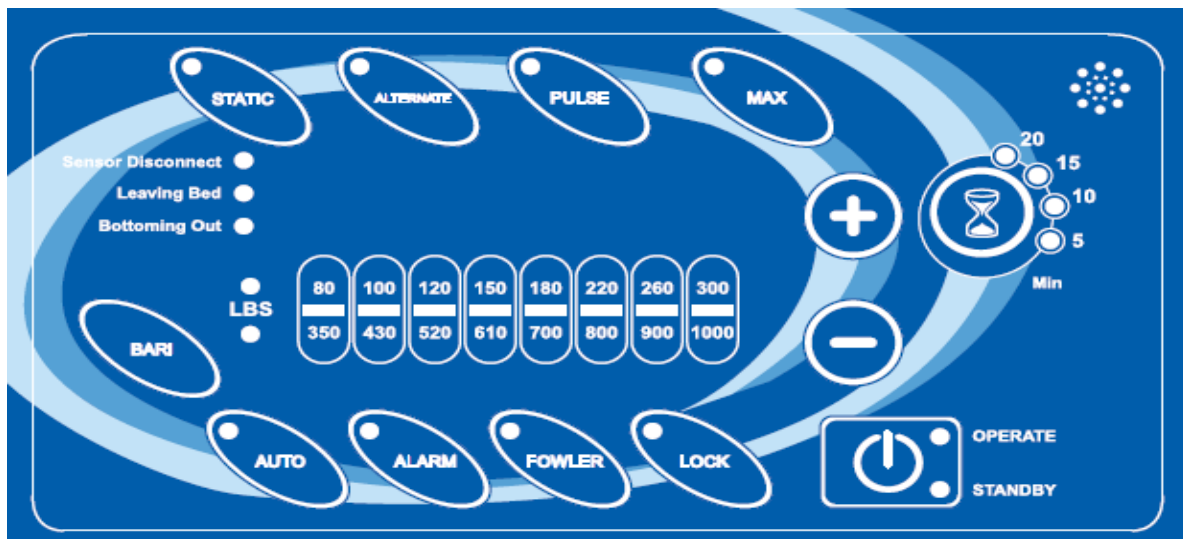 STATIC
ALTERNATE
PULSE
MAX
20
15
10
5
Min
Sensor Disconnect
Leaving Bed
Bottoming Out
LBS
80 100 120 150 180 220 260 300
350 430 520 610 700 800 900 1000
BARI
AUTO
ALARM
FOWLER
LOCK
OPERATE
STANDBY